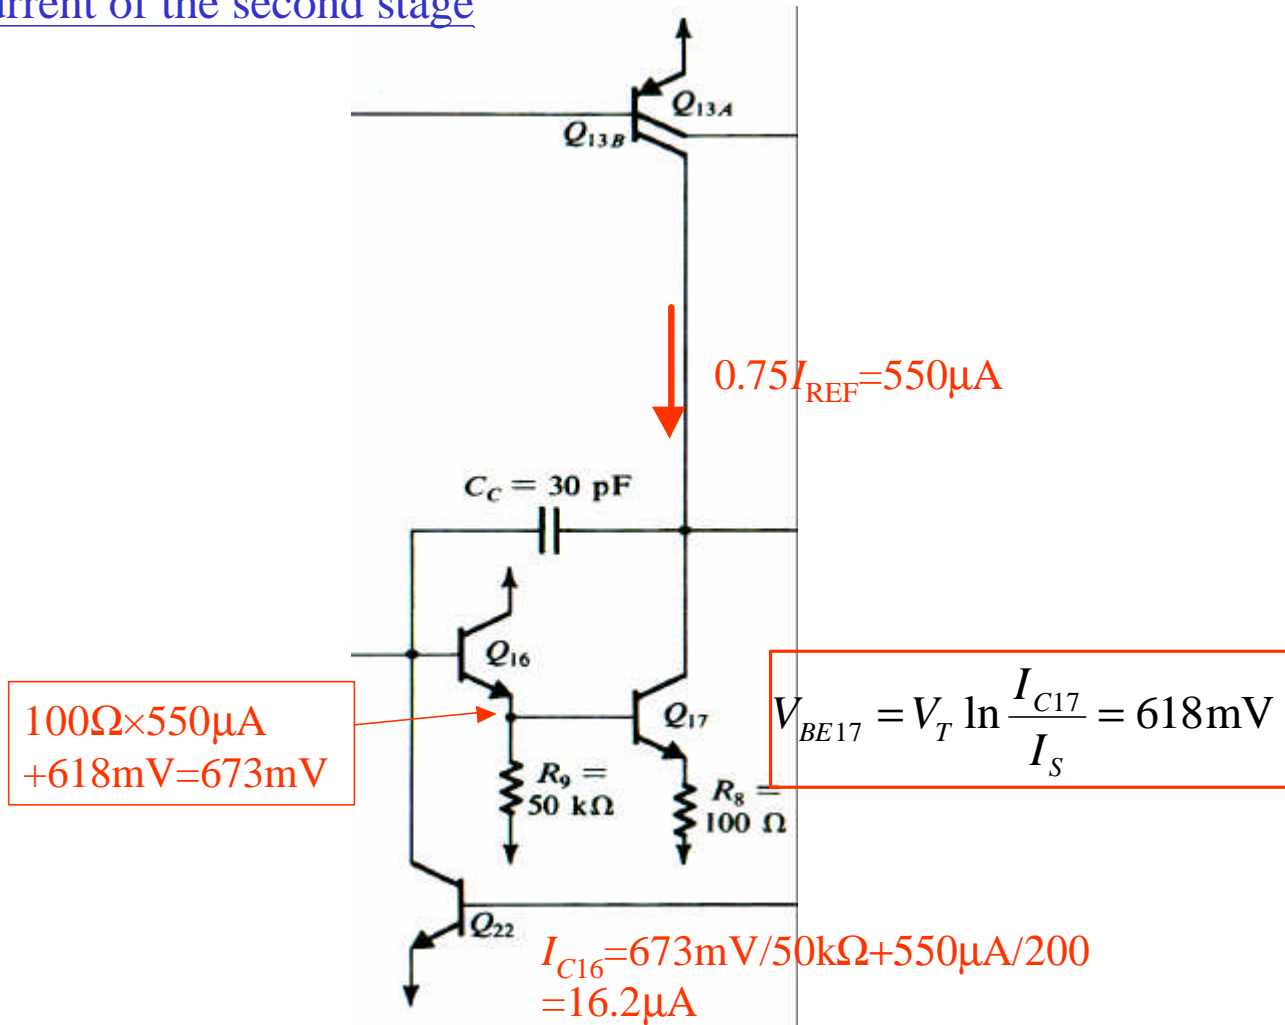 urrent of the second stage
Q13A
Q13B
0.75IREF=550μA
CC = 30 pF
Q16
Q17
VBE17 = VT ln IC17/IS = 618mV
100Ω×550μA
+618mV=673mV
R9 =
50 kΩ
R8 =
100 Ω
Q22
IC16=673mV/50kΩ+550μA/200
=16.2μA